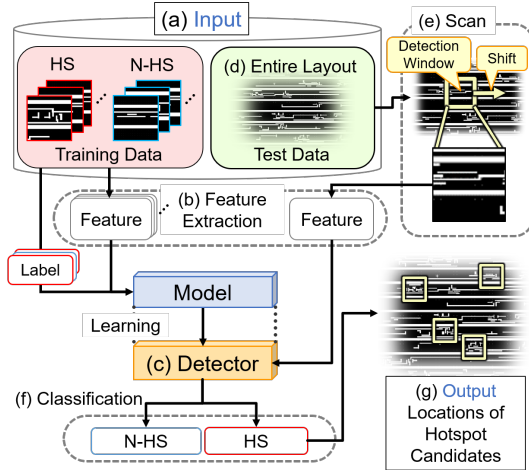 (a) Input
HS
N-HS
Training Data
(d) Entire Layout
Test Data
(e) Scan
Detection
Window
Shift
(b) Feature
Extraction
Feature
Feature
Label
Model
Learning
(c) Detector
(f) Classification
N-HS
HS
(g) Output
Locations of
Hotspot
Candidates